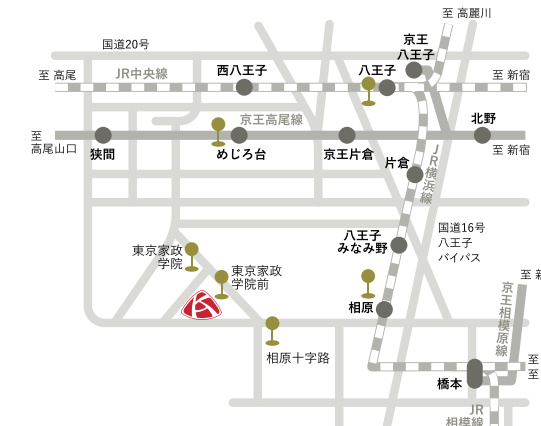 至 高麗川
国道20号
京王
八王子
至 高尾
JR中央線
西八王子
八王子
至 新宿
京王高尾線
北野
至
高尾山口
狭間
めじろ台
京王片倉
片倉
至 新宿
JR横浜線
八王子
みなみ野
国道16号
八王子
バイパス
東京家政
学院
東京家政
学院前
至 新
京王相模原線
相原
相原十字路
至
至
橋本
JR
相模線